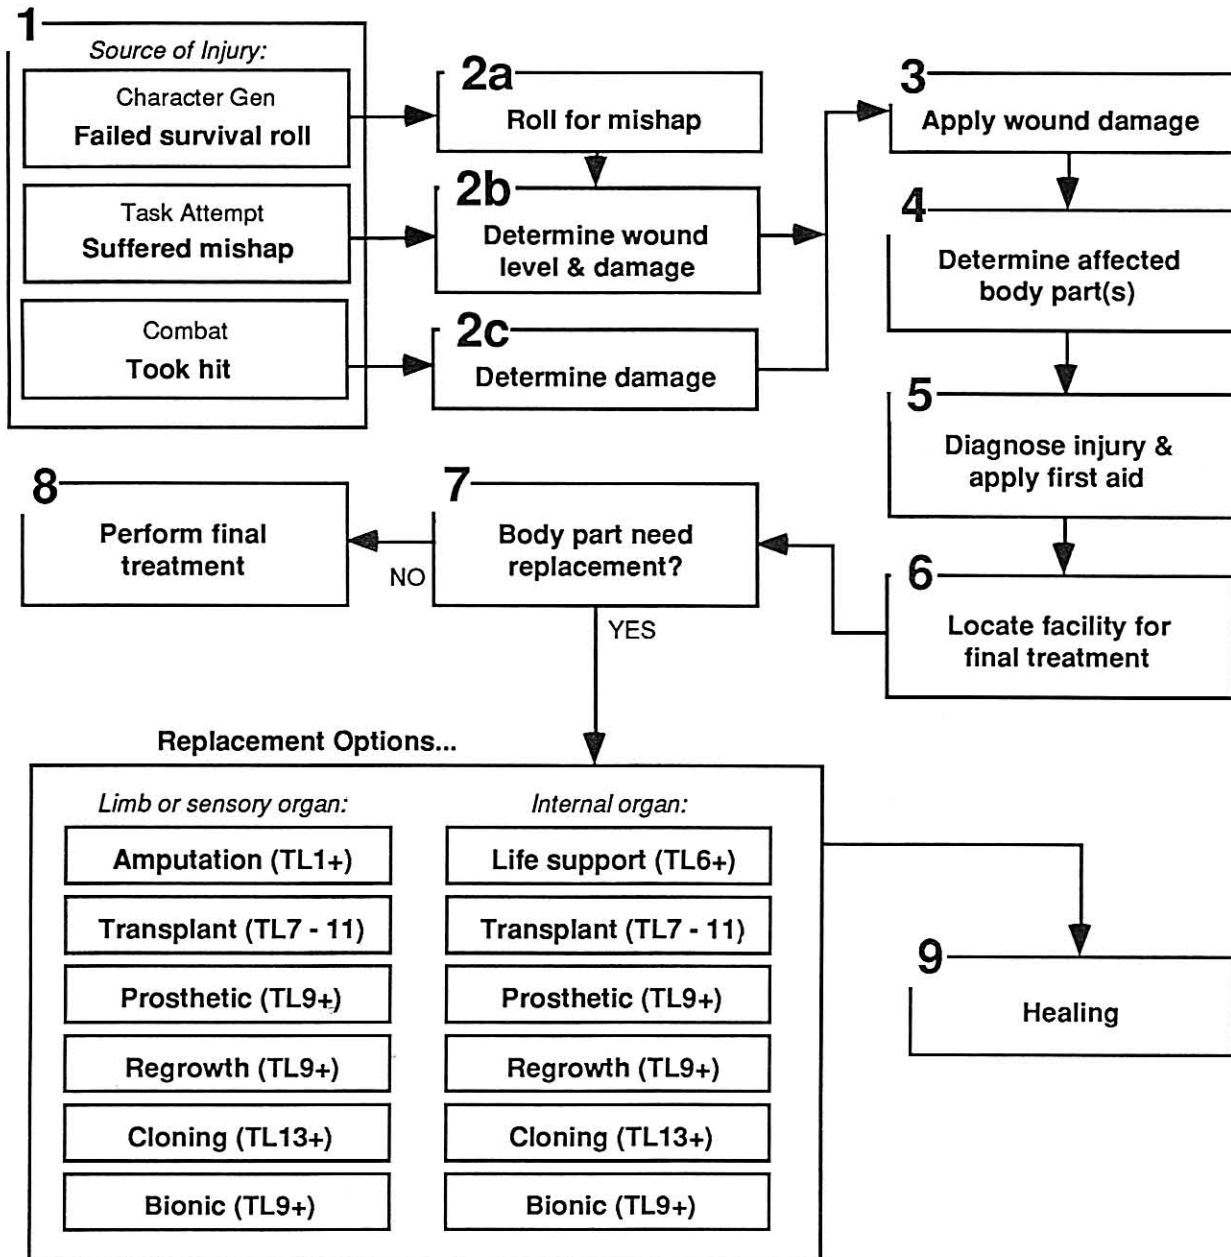 1
Source of Injury:
Character Gen
Failed survival roll
Task Attempt
Suffered mishap
Combat
Took hit
2a
Roll for mishap
2b
Determine wound
level & damage
2c
Determine damage
3
Apply wound damage
4
Determine affected
body part(s)
5
Diagnose injury &
apply first aid
6
Locate facility for
final treatment
7
Body part need
replacement?
NO
YES
8
Perform final
treatment
Replacement Options...
Limb or sensory organ:
Amputation (TL1+)
Transplant (TL7 - 11)
Prosthetic (TL9+)
Regrowth (TL9+)
Cloning (TL13+)
Bionic (TL9+)
Internal organ:
Life support (TL6+)
Transplant (TL7 - 11)
Prosthetic (TL9+)
Regrowth (TL9+)
Cloning (TL13+)
Bionic (TL9+)
9
Healing